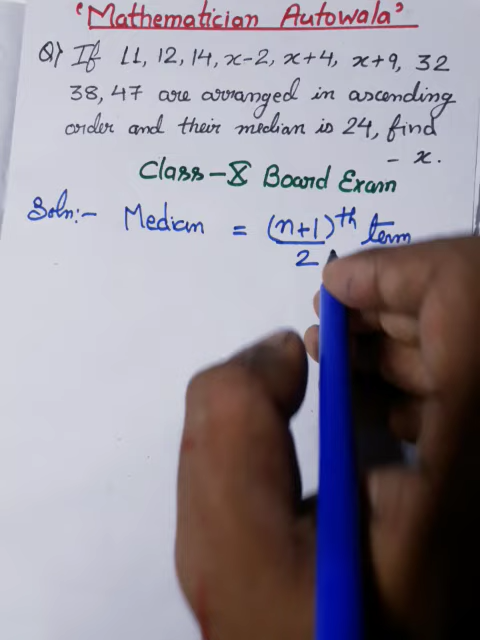 'Mathematician Autowala'
Q) If 11, 12, 14, x-2, x+4, x+9, 32
38, 47 are arranged in ascending
order and their median is 24, find
- x.
Class-X Board Exam
Soln:- Median = (n+1)/2 th term